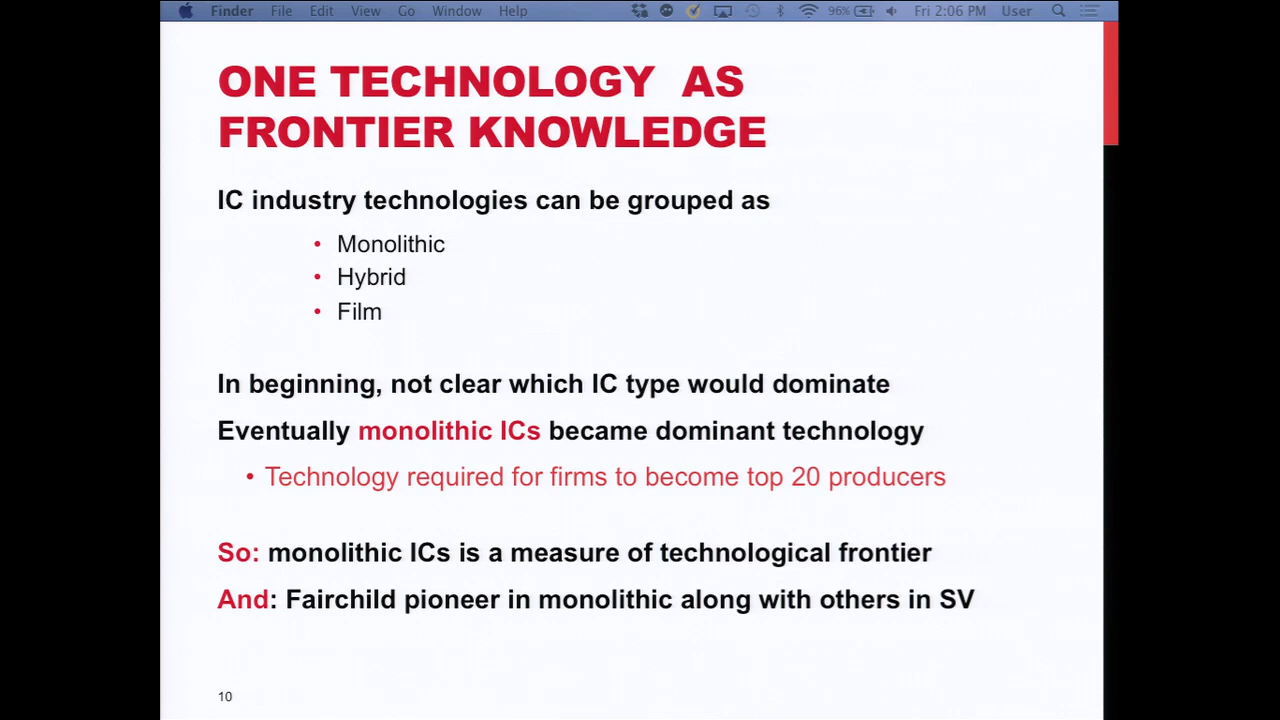 Finder File Edit View Go Window Help 96% Fri 2:06 PM User
ONE TECHNOLOGY AS
FRONTIER KNOWLEDGE
IC industry technologies can be grouped as
• Monolithic
• Hybrid
• Film
In beginning, not clear which IC type would dominate
Eventually monolithic ICs became dominant technology
• Technology required for firms to become top 20 producers
So: monolithic ICs is a measure of technological frontier
And: Fairchild pioneer in monolithic along with others in SV
10